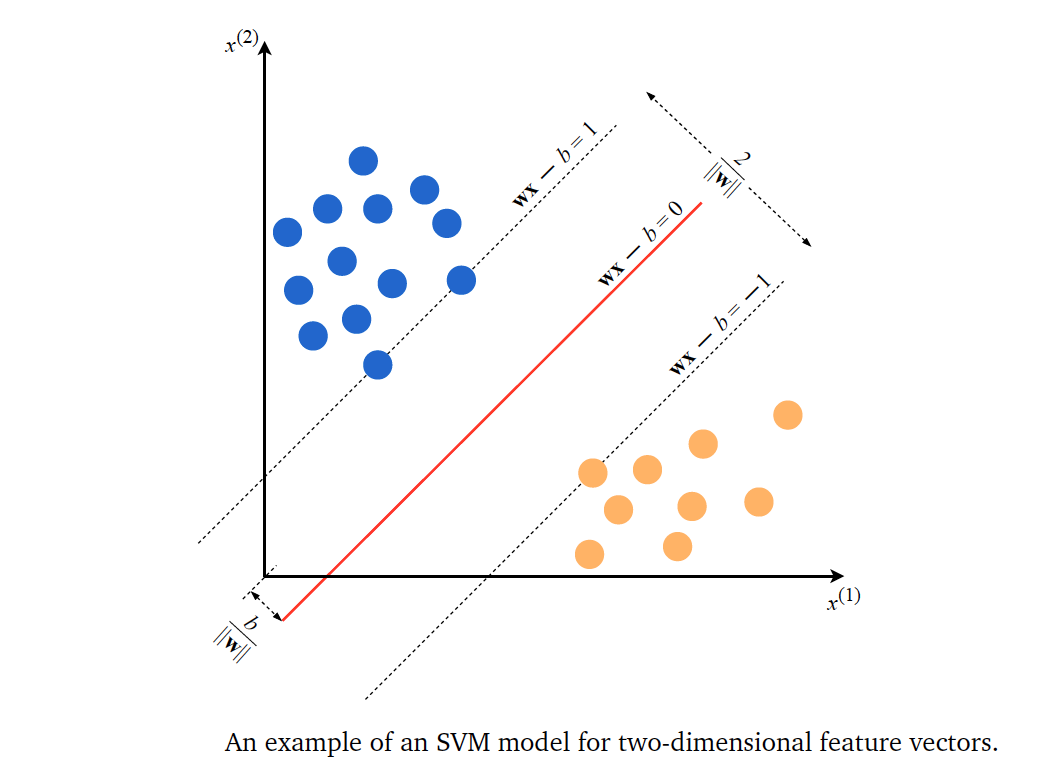 x(2)
wx − b = 1
2
||w||
wx − b = 0
wx − b = −1
x(1)
b
||w||
An example of an SVM model for two-dimensional feature vectors.